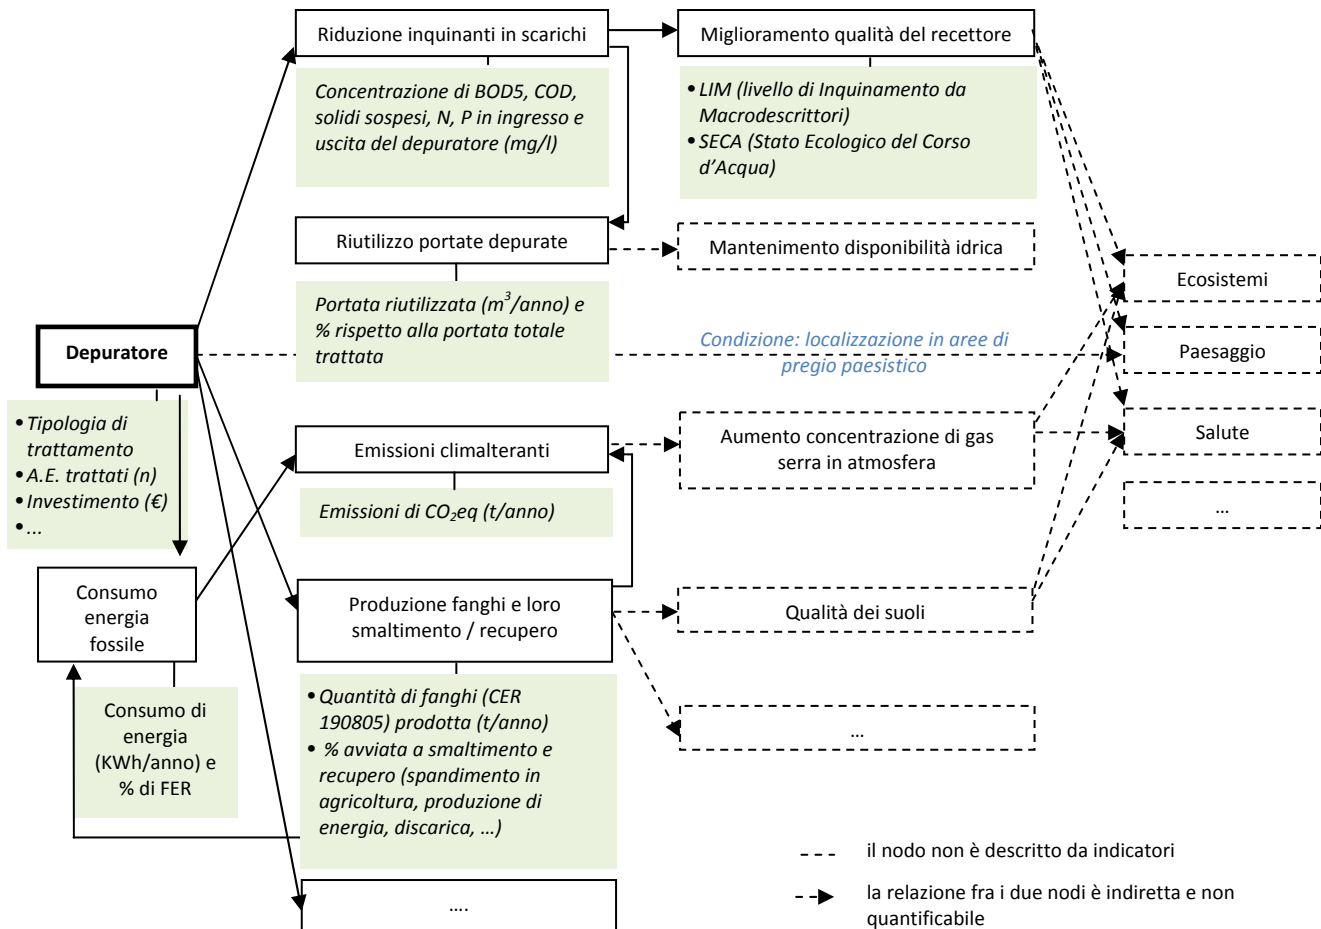 Riduzione inquinanti in scarichi
Concentrazione di BOD5, COD,
solidi sospesi, N, P in ingresso e
uscita del depuratore (mg/l)
Miglioramento qualità del recettore
• LIM (livello di Inquinamento da
Macrodescrittori)
• SECA (Stato Ecologico del Corso
d'Acqua)
Riutilizzo portate depurate
Portata riutilizzata (m³/anno) e
% rispetto alla portata totale
trattata
Mantenimento disponibilità idrica
Ecosistemi
Depuratore
Condizione: localizzazione in aree di
pregio paesistico
Paesaggio
• Tipologia di
trattamento
• A.E. trattati (n)
• Investimento (€)
• ...
Emissioni climalteranti
Emissioni di CO₂eq (t/anno)
Aumento concentrazione di gas
serra in atmosfera
Salute
...
Consumo
energia
fossile
Consumo di
energia
(KWh/anno) e
% di FER
Produzione fanghi e loro
smaltimento / recupero
• Quantità di fanghi (CER
190805) prodotta (t/anno)
• % avviata a smaltimento e
recupero (spandimento in
agricoltura, produzione di
energia, discarica, ...)
Qualità dei suoli
...
....
il nodo non è descritto da indicatori
la relazione fra i due nodi è indiretta e non
quantificabile